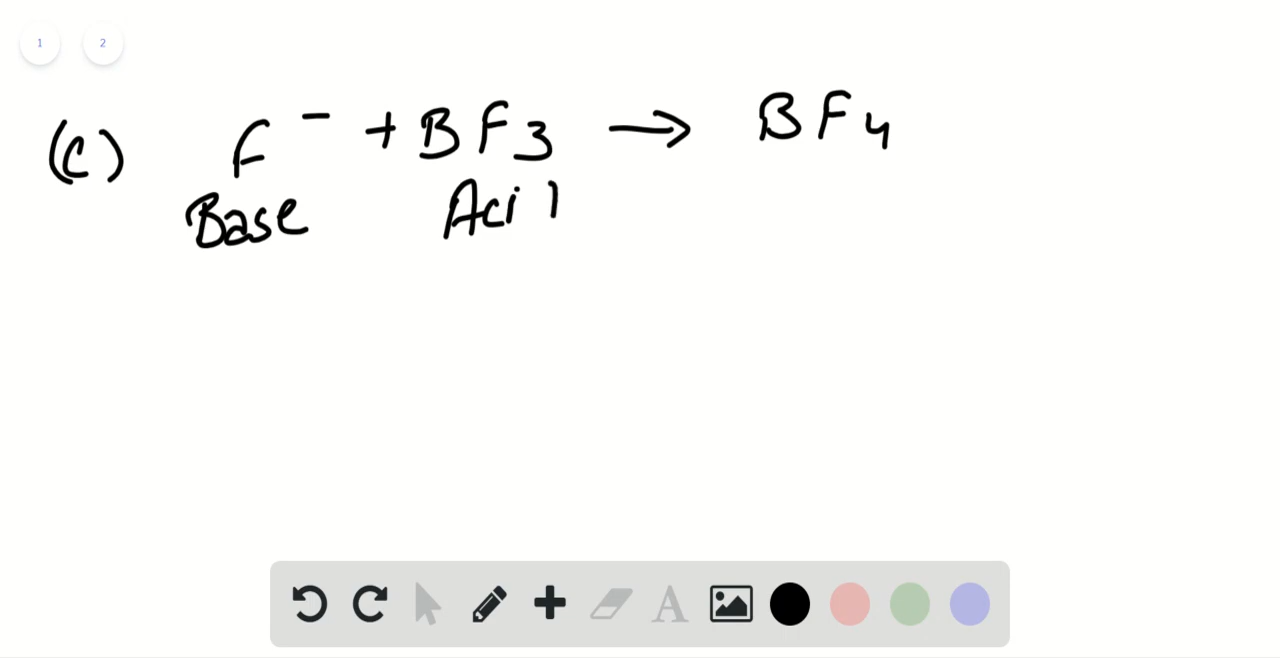 1 2
(c) F⁻ + BF₃ → BF₄
Base Aci
A